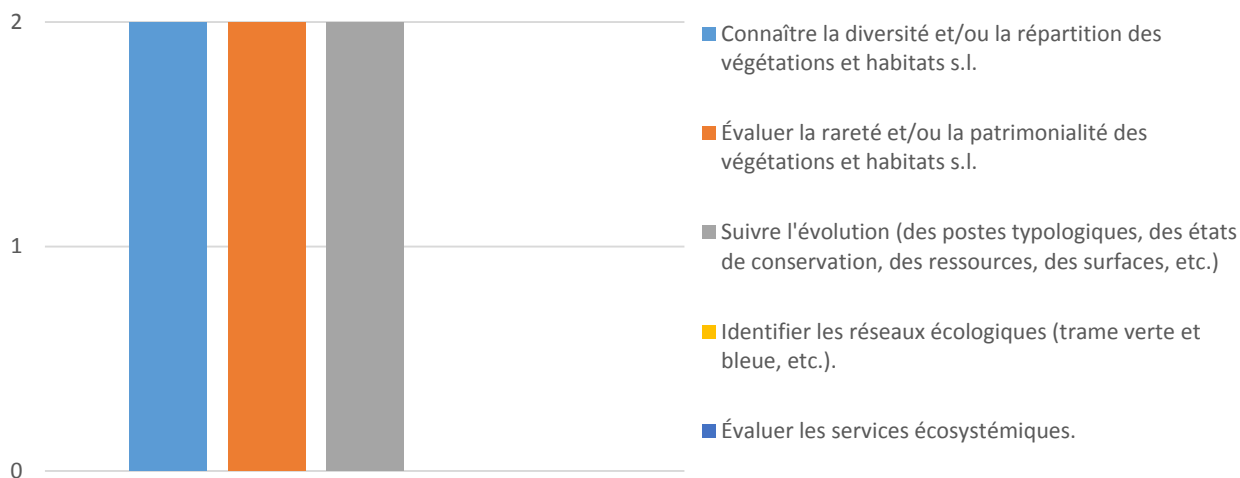 2
1
0
Connaître la diversité et/ou la répartition des
végétations et habitats s.l.
Évaluer la rareté et/ou la patrimonialité des
végétations et habitats s.l.
Suivre l'évolution (des postes typologiques, des états
de conservation, des ressources, des surfaces, etc.)
Identifier les réseaux écologiques (trame verte et
bleue, etc.).
Évaluer les services écosystémiques.